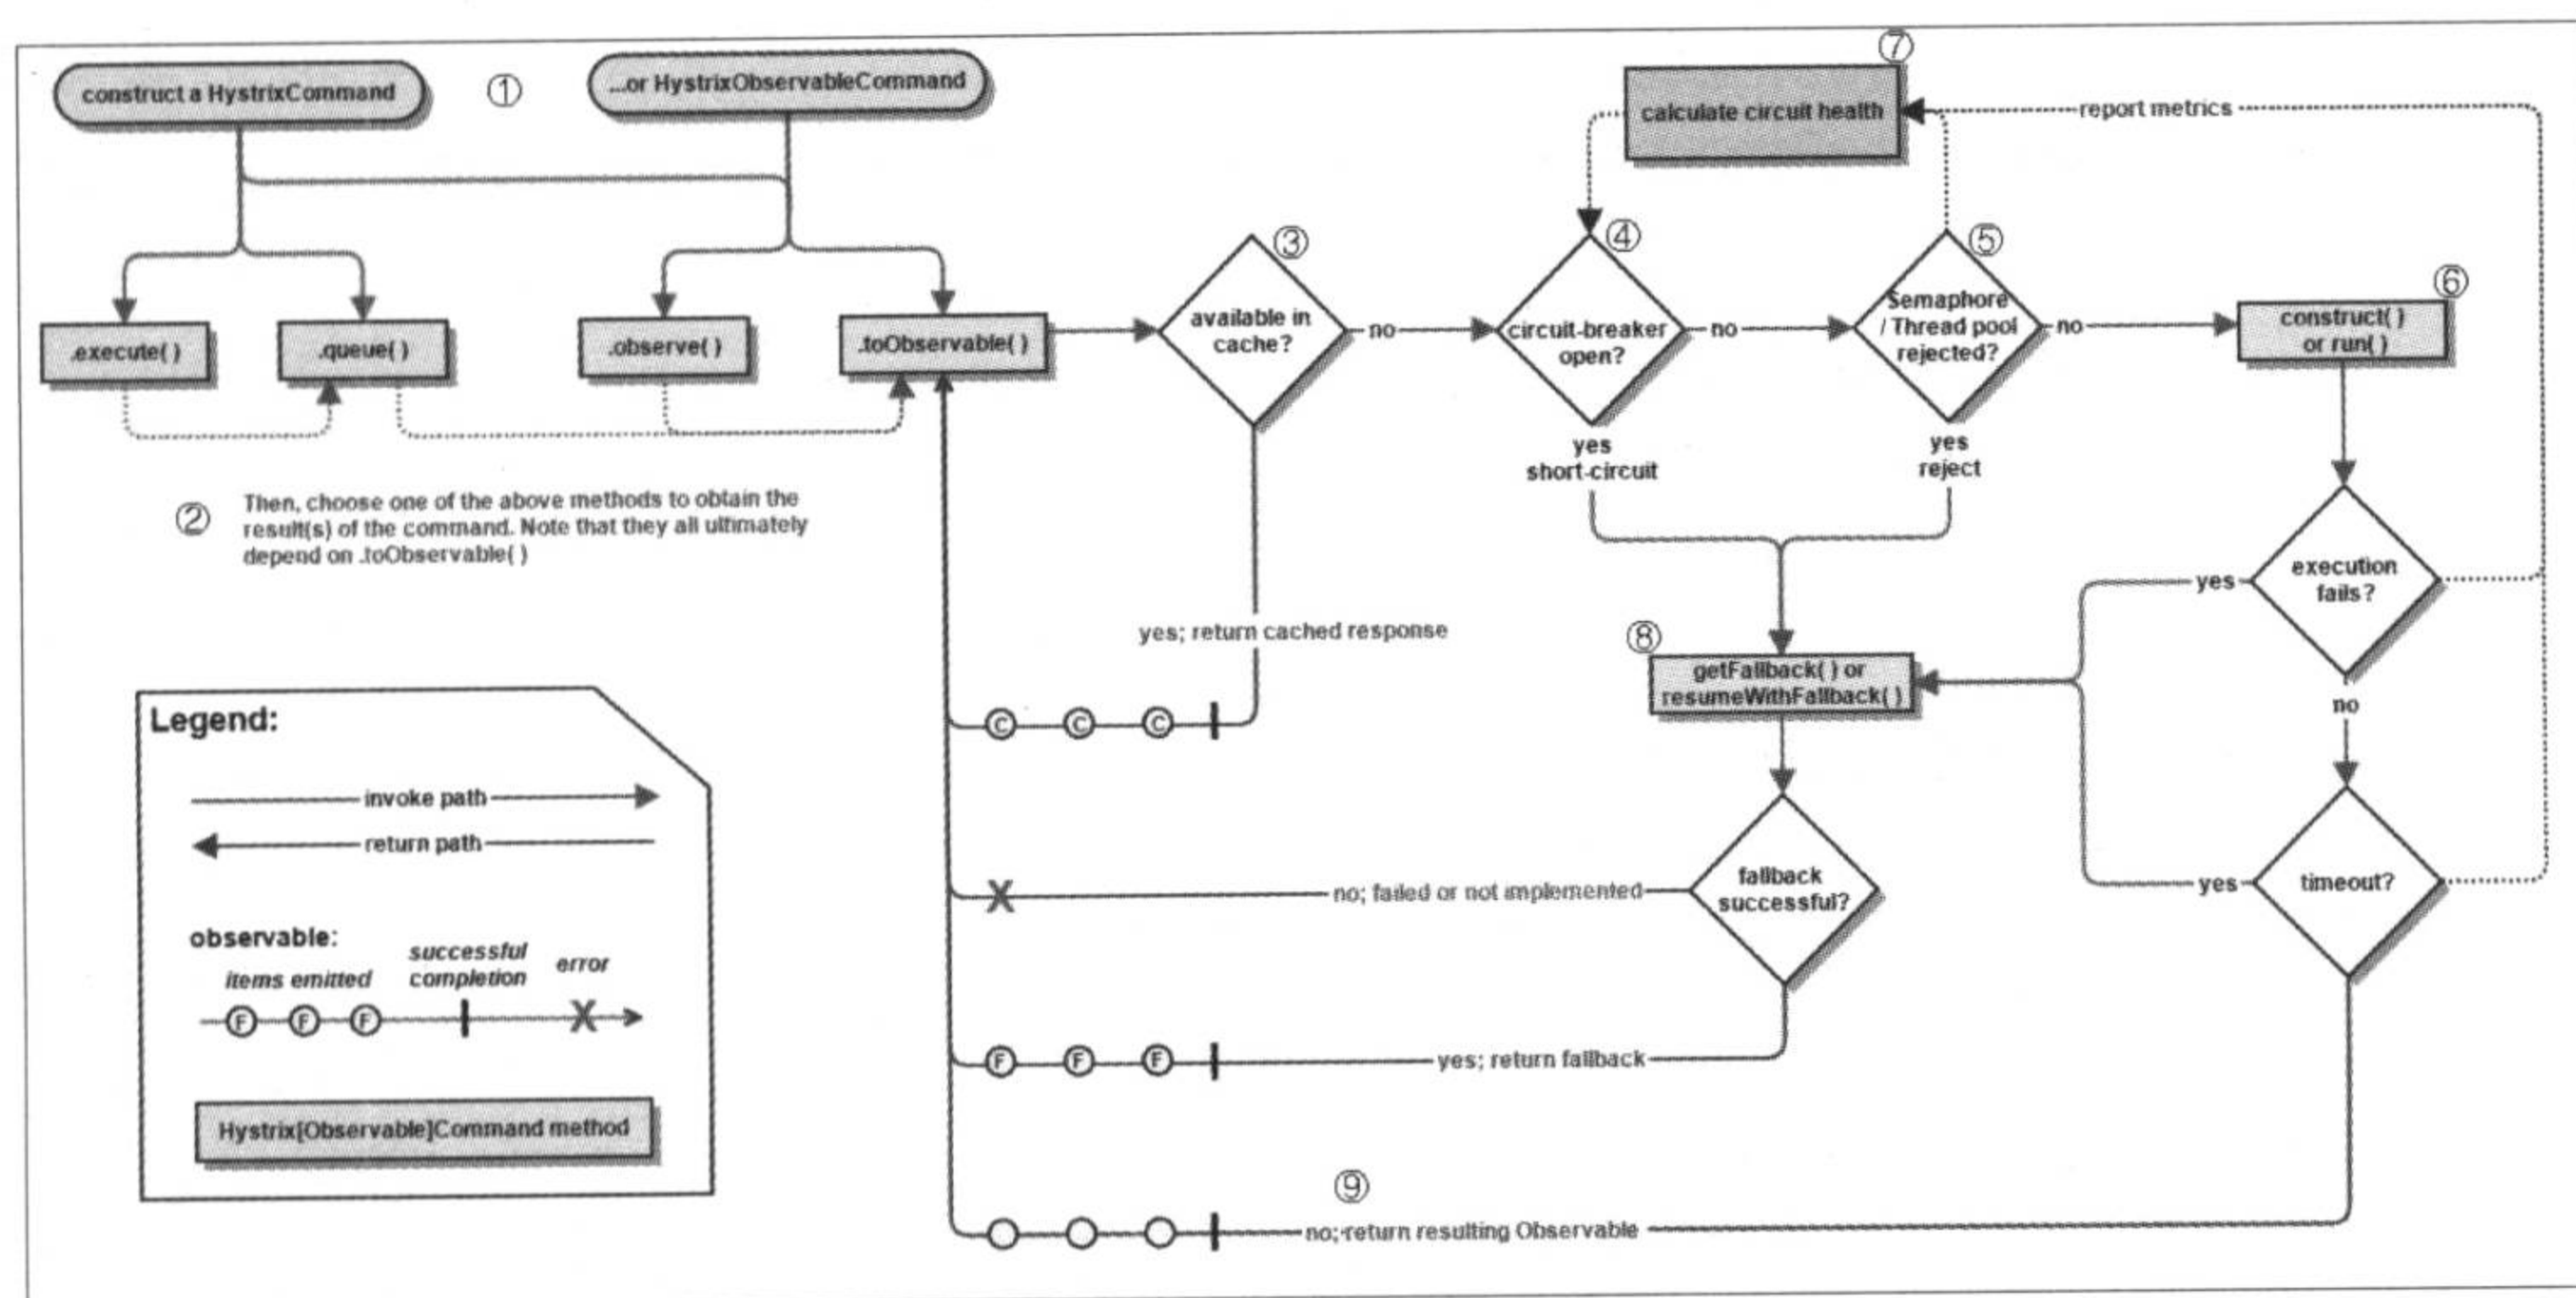 construct a HystrixCommand
①
...or HystrixObservableCommand
⑦
calculate circuit health
report metrics
③
④
⑤
⑥
.execute( )
.queue( )
.observe( )
.toObservable( )
available in
cache?
no
circuit-breaker
open?
no
Semaphore
/ Thread pool
rejected?
no
construct( )
or run( )
yes
short-circuit
yes
reject
②
Then, choose one of the above methods to obtain the
result(s) of the command. Note that they all ultimately
depend on .toObservable( )
yes
execution
fails?
yes; return cached response
⑧
getFallback( ) or
resumeWithFallback( )
no
C C C
Legend:
invoke path
return path
observable:
items emitted
successful
completion
error
F F F
Hystrix[Observable]Command method
X
no; failed or not implemented
fallback
successful?
yes
timeout?
F F F
yes; return fallback
⑨
no; return resulting Observable